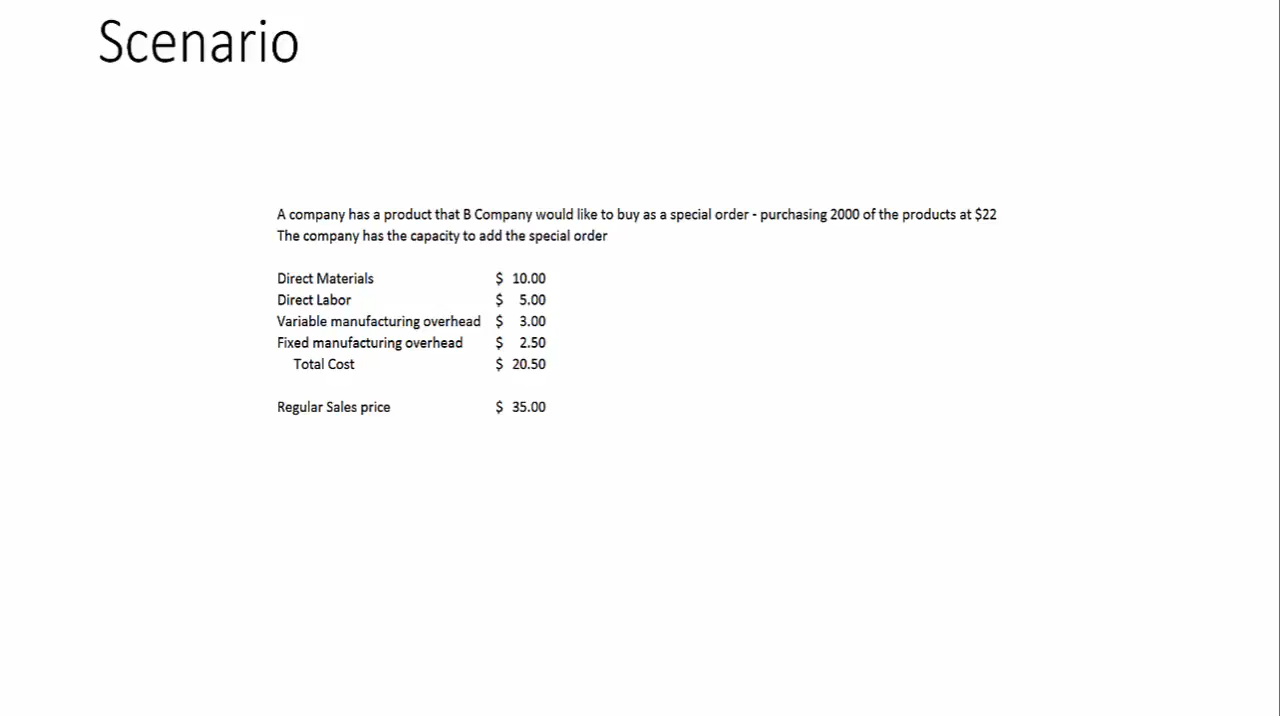 Scenario
A company has a product that B Company would like to buy as a special order - purchasing 2000 of the products at $22
The company has the capacity to add the special order
Direct Materials $ 10.00
Direct Labor $ 5.00
Variable manufacturing overhead $ 3.00
Fixed manufacturing overhead $ 2.50
Total Cost $ 20.50
Regular Sales price $ 35.00